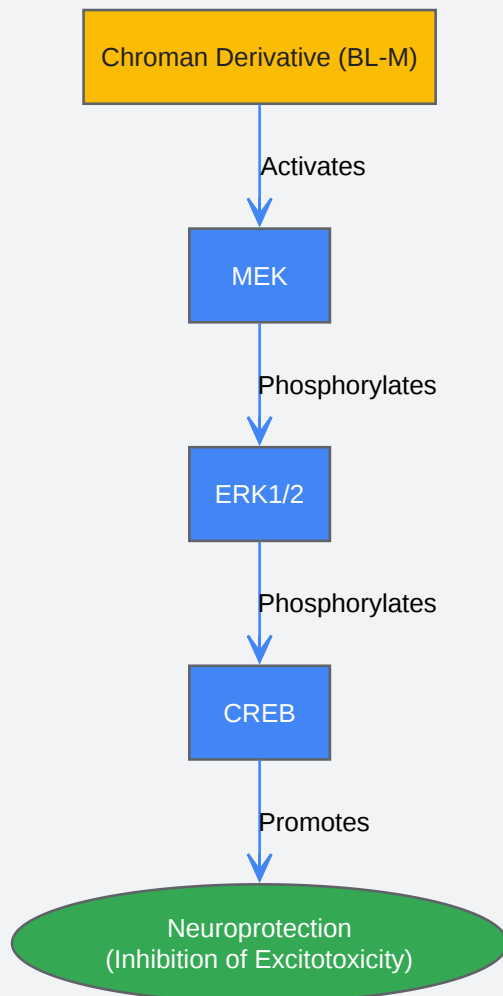 Chroman Derivative (BL-M)
Activates
MEK
Phosphorylates
ERK1/2
Phosphorylates
CREB
Promotes
Neuroprotection
(Inhibition of Excitotoxicity)